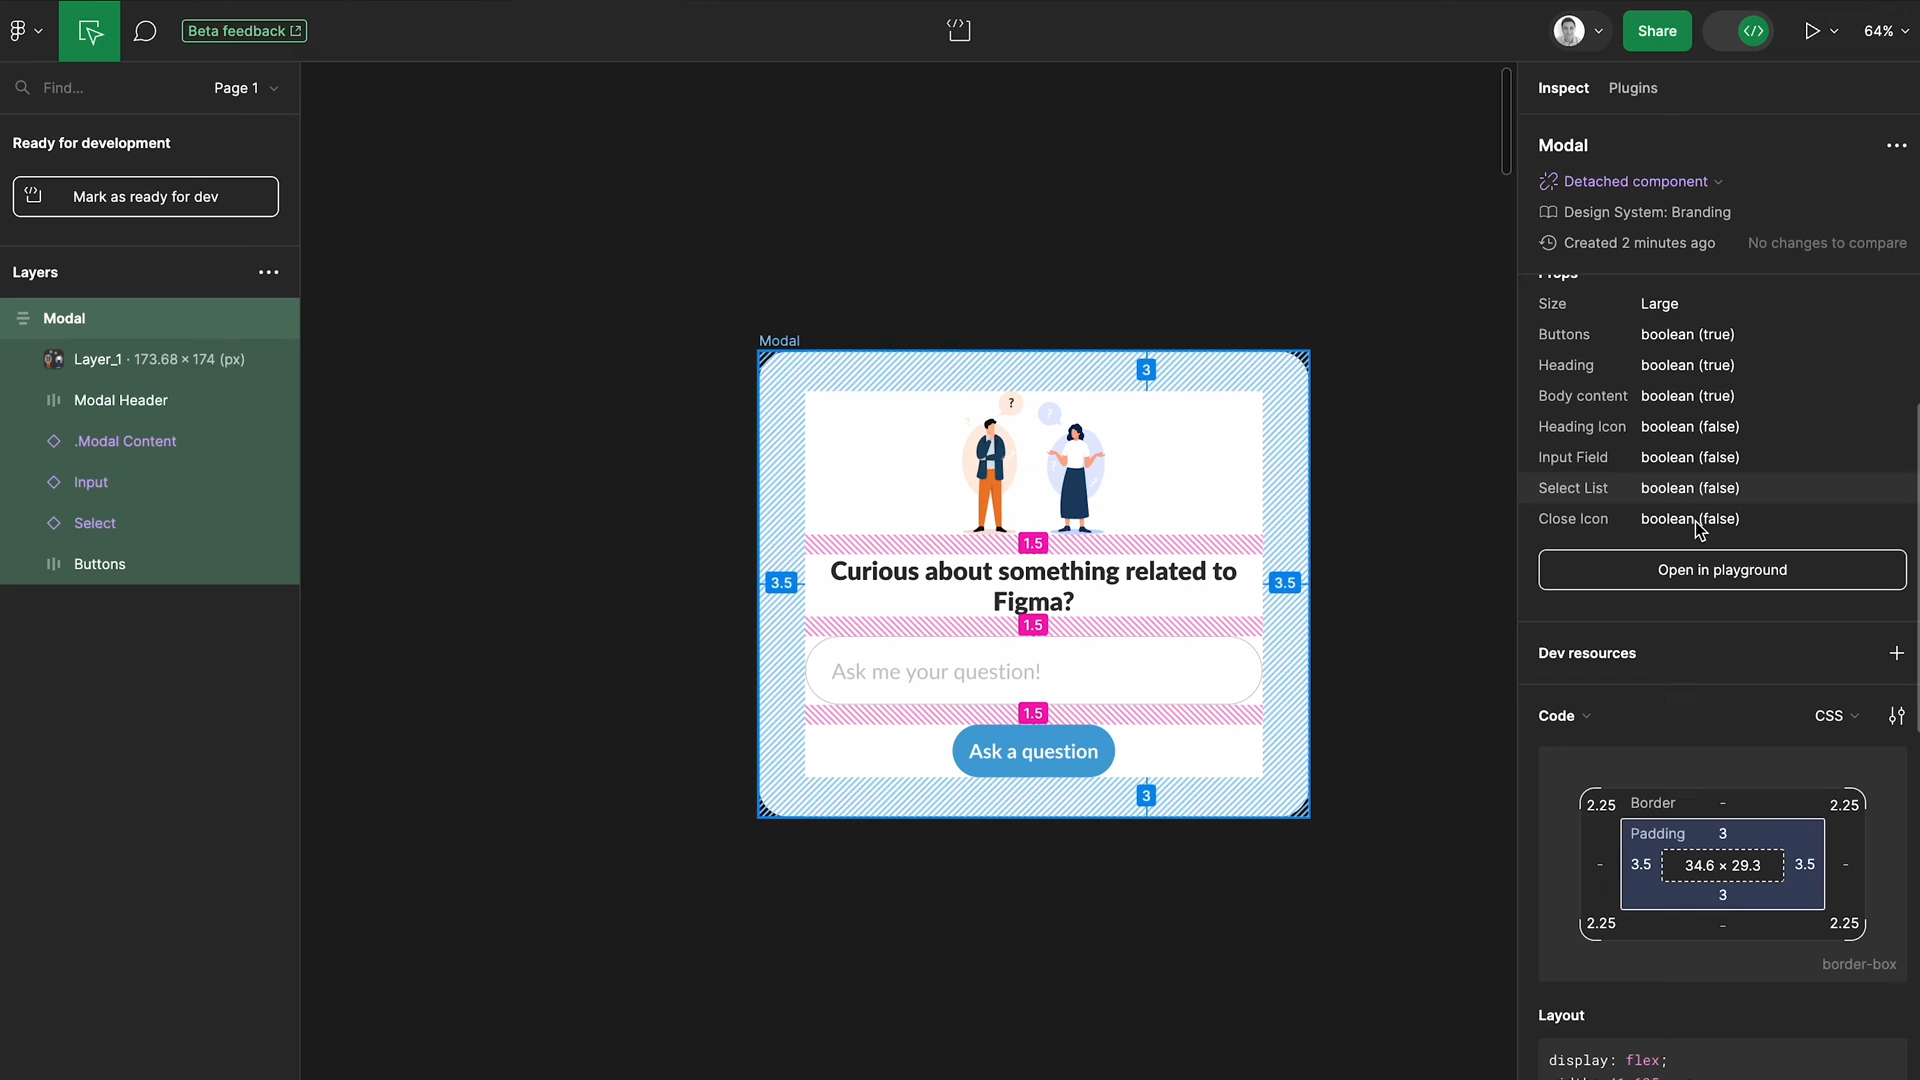 Beta feedback
Share
64%
Find...
Page 1
Ready for development
Mark as ready for dev
Layers
Modal
Layer_1 · 173.68 × 174 (px)
Modal Header
.Modal Content
Input
Select
Buttons
Modal
3
?
?
1.5
Curious about something related to
Figma?
3.5
3.5
1.5
Ask me your question!
1.5
Ask a question
3
Inspect
Plugins
Modal
Detached component
Design System: Branding
Created 2 minutes ago
No changes to compare
Props
Size Large
Buttons boolean (true)
Heading boolean (true)
Body content boolean (true)
Heading Icon boolean (false)
Input Field boolean (false)
Select List boolean (false)
Close Icon boolean (false)
Open in playground
Dev resources
Code
CSS
2.25 Border - 2.25
Padding 3
- 3.5 34.6 × 29.3 3.5 -
3
2.25 - 2.25
border-box
Layout
display: flex;